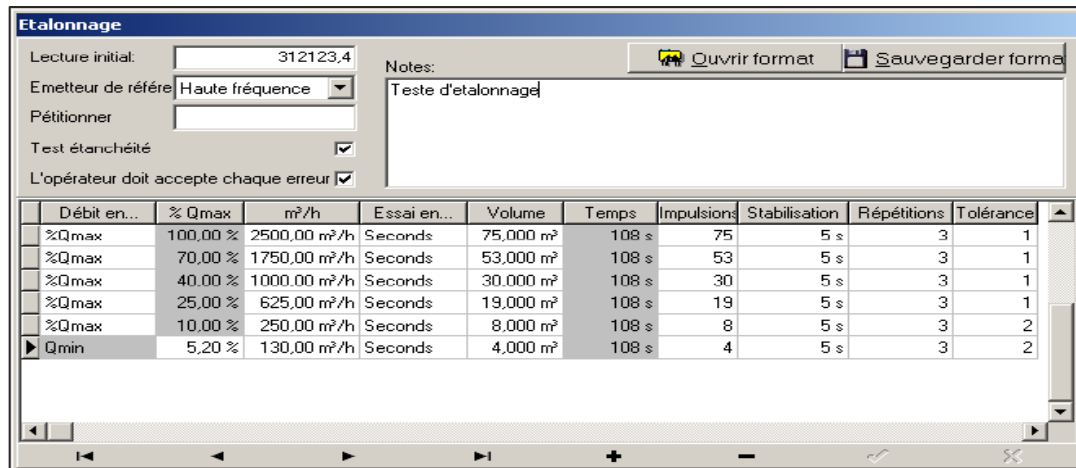 Etalonnage
Lecture initial: 312123,4
Notes:
Ouvrir format
Sauvegarder forma
Emetteur de référe Haute fréquence
Teste d'etalonnage
Pétitionner
Test étanchéité
L'opérateur doit accepte chaque erreur
Débit en... % Qmax m³/h Essai en... Volume Temps Impulsions Stabilisation Répétitions Tolérance
%Qmax 100,00 % 2500,00 m³/h Seconds 75,000 m³ 108 s 75 5 s 3 1
%Qmax 70,00 % 1750,00 m³/h Seconds 53,000 m³ 108 s 53 5 s 3 1
%Qmax 40,00 % 1000,00 m³/h Seconds 30,000 m³ 108 s 30 5 s 3 1
%Qmax 25,00 % 625,00 m³/h Seconds 19,000 m³ 108 s 19 5 s 3 1
%Qmax 10,00 % 250,00 m³/h Seconds 8,000 m³ 108 s 8 5 s 3 2
Qmin 5,20 % 130,00 m³/h Seconds 4,000 m³ 108 s 4 5 s 3 2